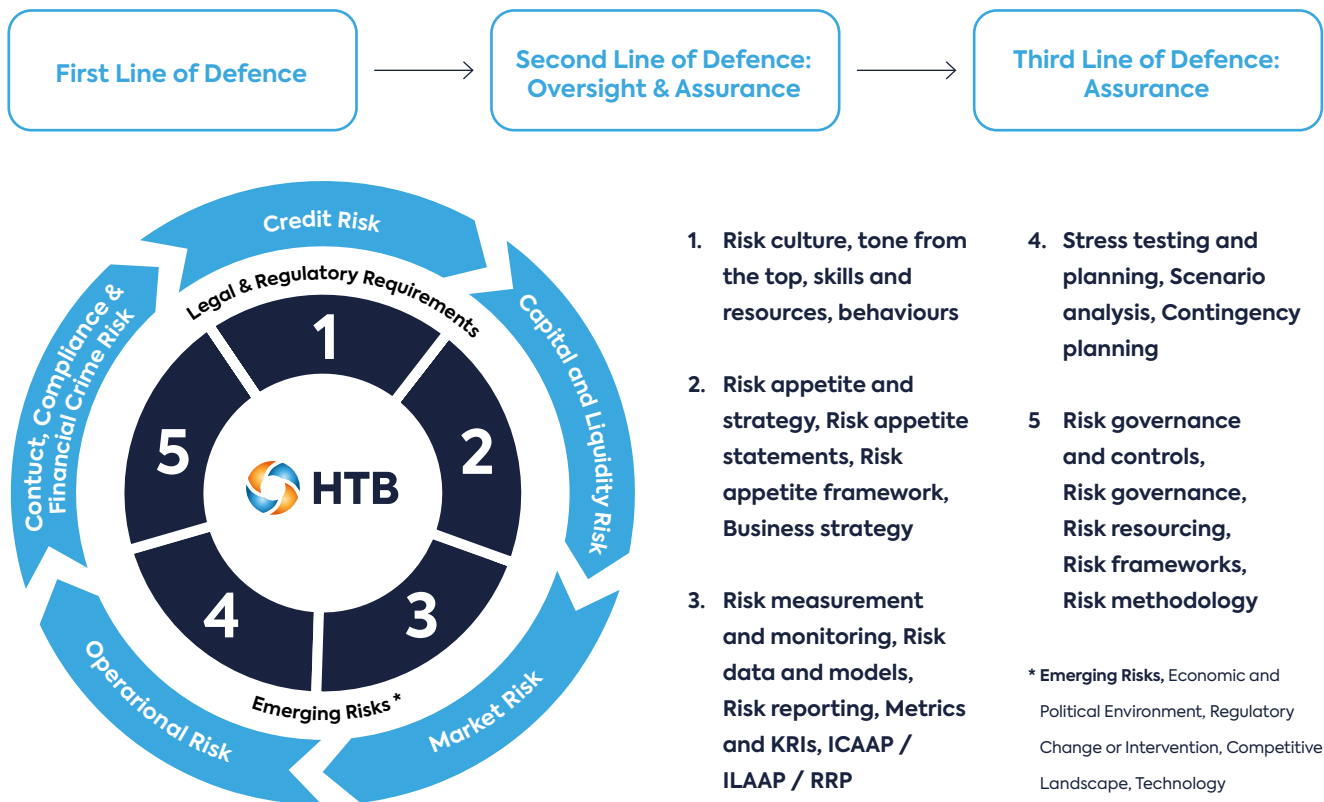 First Line of Defence
Second Line of Defence:
Oversight & Assurance
Third Line of Defence:
Assurance
Credit Risk
Capital and Liquidity Risk
Market Risk
Operarional Risk
Contuct, Compliance &
Financial Crime Risk
Legal & Regulatory Requirements
1
2
3
4
5
HTB
Emerging Risks *
1. Risk culture, tone from
the top, skills and
resources, behaviours
2. Risk appetite and
strategy, Risk appetite
statements, Risk
appetite framework,
Business strategy
3. Risk measurement
and monitoring, Risk
data and models,
Risk reporting, Metrics
and KRIs, ICAAP /
ILAAP / RRP
4. Stress testing and
planning, Scenario
analysis, Contingency
planning
5 Risk governance
and controls,
Risk governance,
Risk resourcing,
Risk frameworks,
Risk methodology
* Emerging Risks, Economic and
Political Environment, Regulatory
Change or Intervention, Competitive
Landscape, Technology